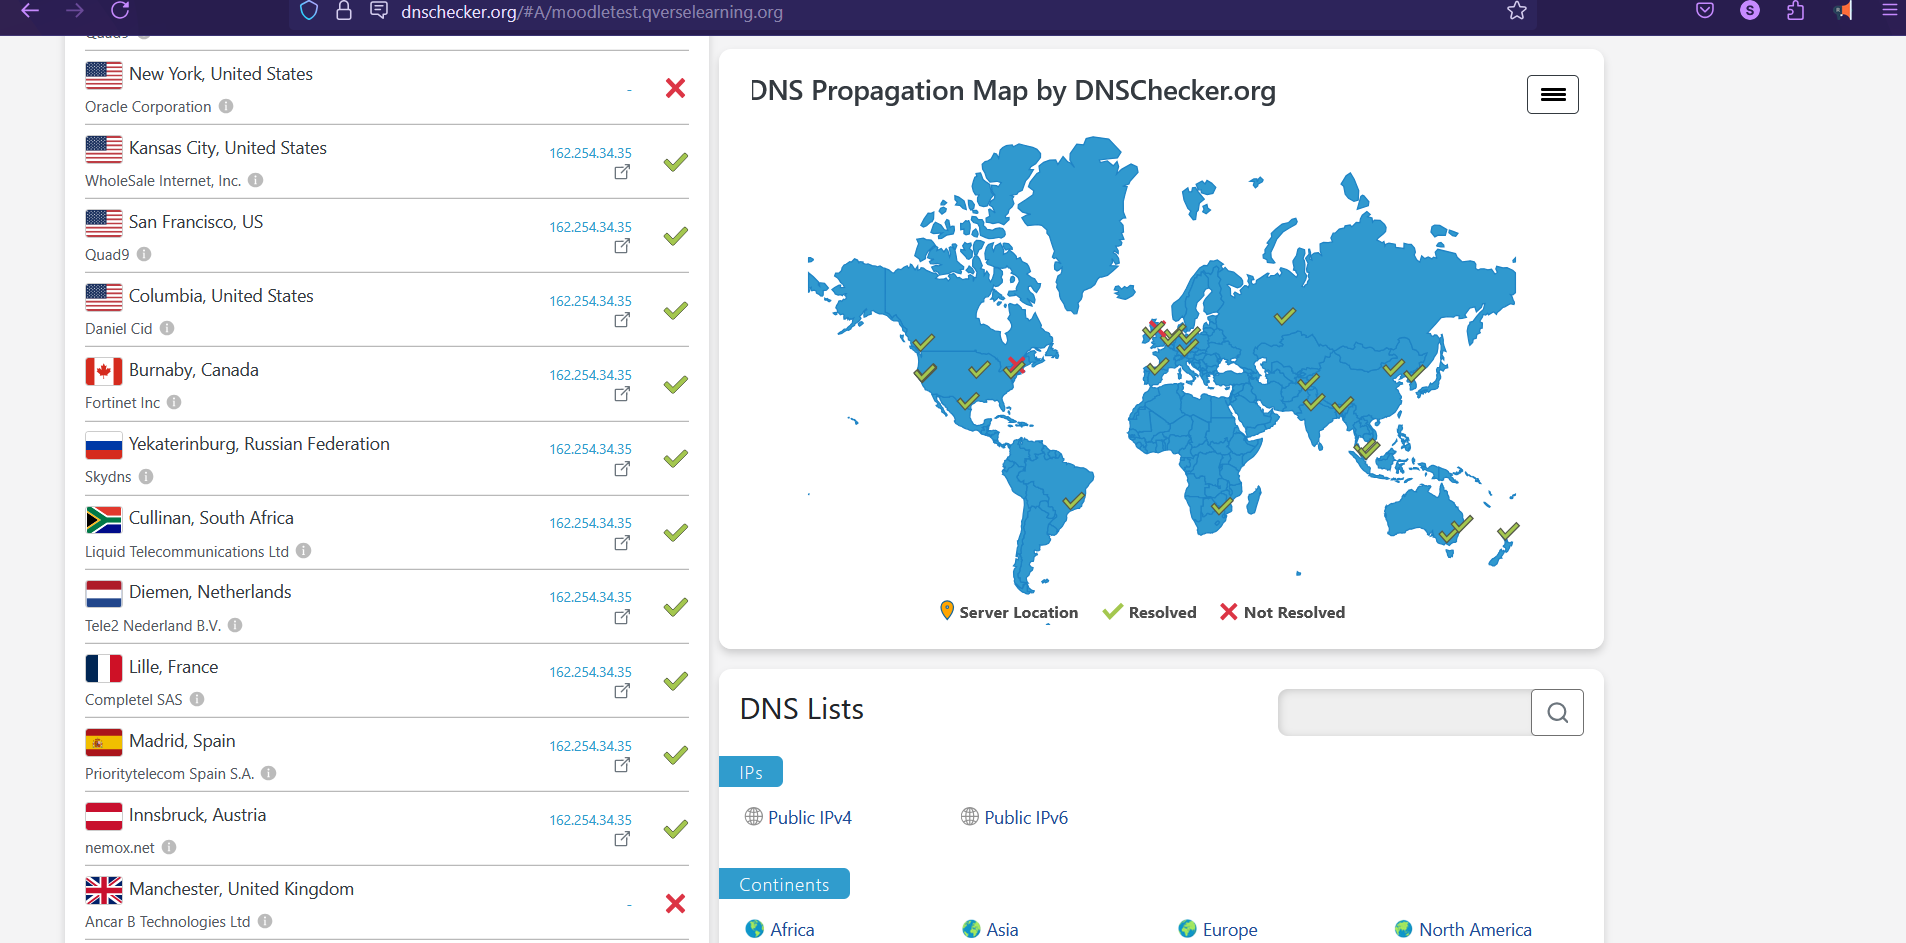 dnschecker.org/#A/moodletest.qverselearning.org
S
Quad9
New York, United States
-
Oracle Corporation
Kansas City, United States
162.254.34.35
WholeSale Internet, Inc.
San Francisco, US
162.254.34.35
Quad9
Columbia, United States
162.254.34.35
Daniel Cid
Burnaby, Canada
162.254.34.35
Fortinet Inc
Yekaterinburg, Russian Federation
162.254.34.35
Skydns
Cullinan, South Africa
162.254.34.35
Liquid Telecommunications Ltd
Diemen, Netherlands
162.254.34.35
Tele2 Nederland B.V.
Lille, France
162.254.34.35
Completel SAS
Madrid, Spain
162.254.34.35
Prioritytelecom Spain S.A.
Innsbruck, Austria
162.254.34.35
nemox.net
Manchester, United Kingdom
-
Ancar B Technologies Ltd
DNS Propagation Map by DNSChecker.org
Server Location
Resolved
Not Resolved
DNS Lists
IPs
Public IPv4
Public IPv6
Continents
Africa
Asia
Europe
North America